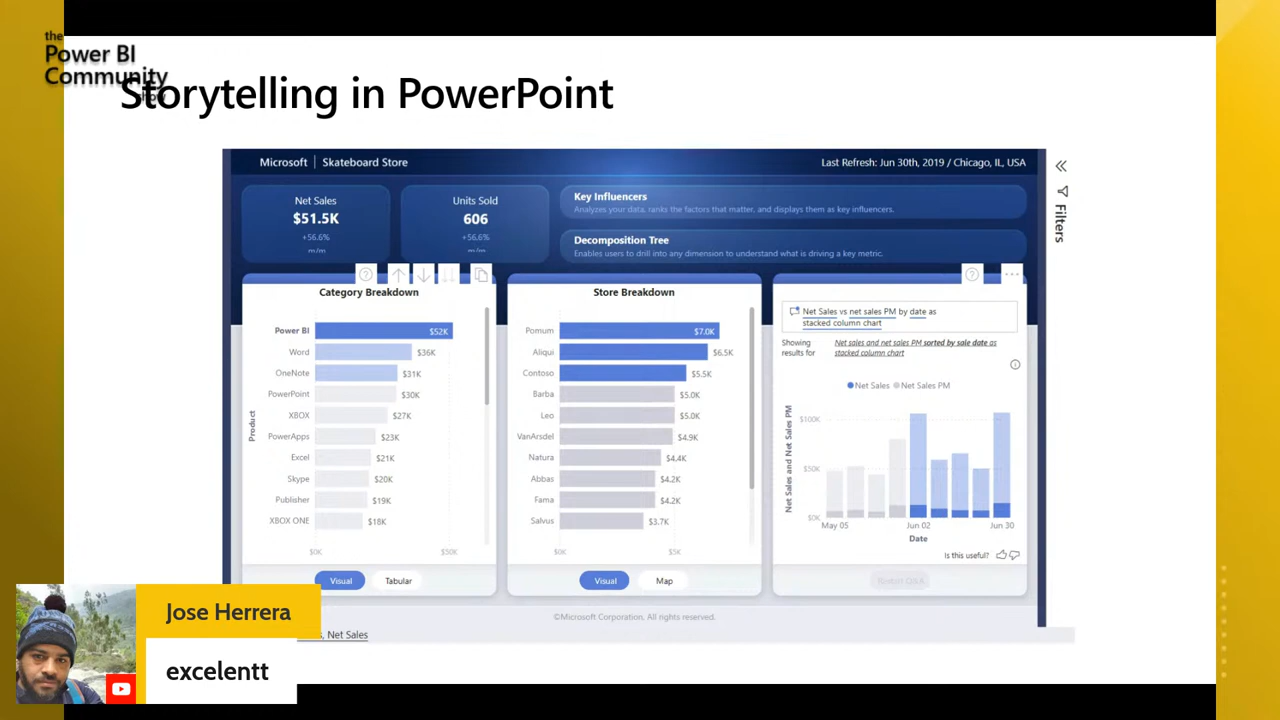 the
Power BI
Community
show
Storytelling in PowerPoint
Microsoft | Skateboard Store
Last Refresh: Jun 30th, 2019 / Chicago, IL, USA
Net Sales
$51.5K
+56.6%
m/m
Units Sold
606
+56.6%
m/m
Key Influencers
Analyzes your data, ranks the factors that matter, and displays them as key influencers.
Decomposition Tree
Enables users to drill into any dimension to understand what is driving a key metric.
Filters
Category Breakdown
Product
Power BI $52K
Word $36K
OneNote $31K
PowerPoint $30K
XBOX $27K
PowerApps $23K
Excel $21K
Skype $20K
Publisher $19K
XBOX ONE $18K
$0K $50K
Visual Tabular
Store Breakdown
Pomum $7.0K
Aliqui $6.5K
Contoso $5.5K
Barba $5.0K
Leo $5.0K
VanArsdel $4.9K
Natura $4.4K
Abbas $4.2K
Fama $4.2K
Salvus $3.7K
$0K $5K
Visual Map
Net Sales vs net sales PM by date as
stacked column chart
Showing
results for
Net sales and net sales PM sorted by sale date as
stacked column chart
Net Sales Net Sales PM
Net Sales and Net Sales PM
$100K
$50K
$0K
May 05 Jun 02 Jun 30
Date
Is this useful?
Restart Q&A
©Microsoft Corporation, All rights reserved.
, Net Sales
Jose Herrera
excelentt